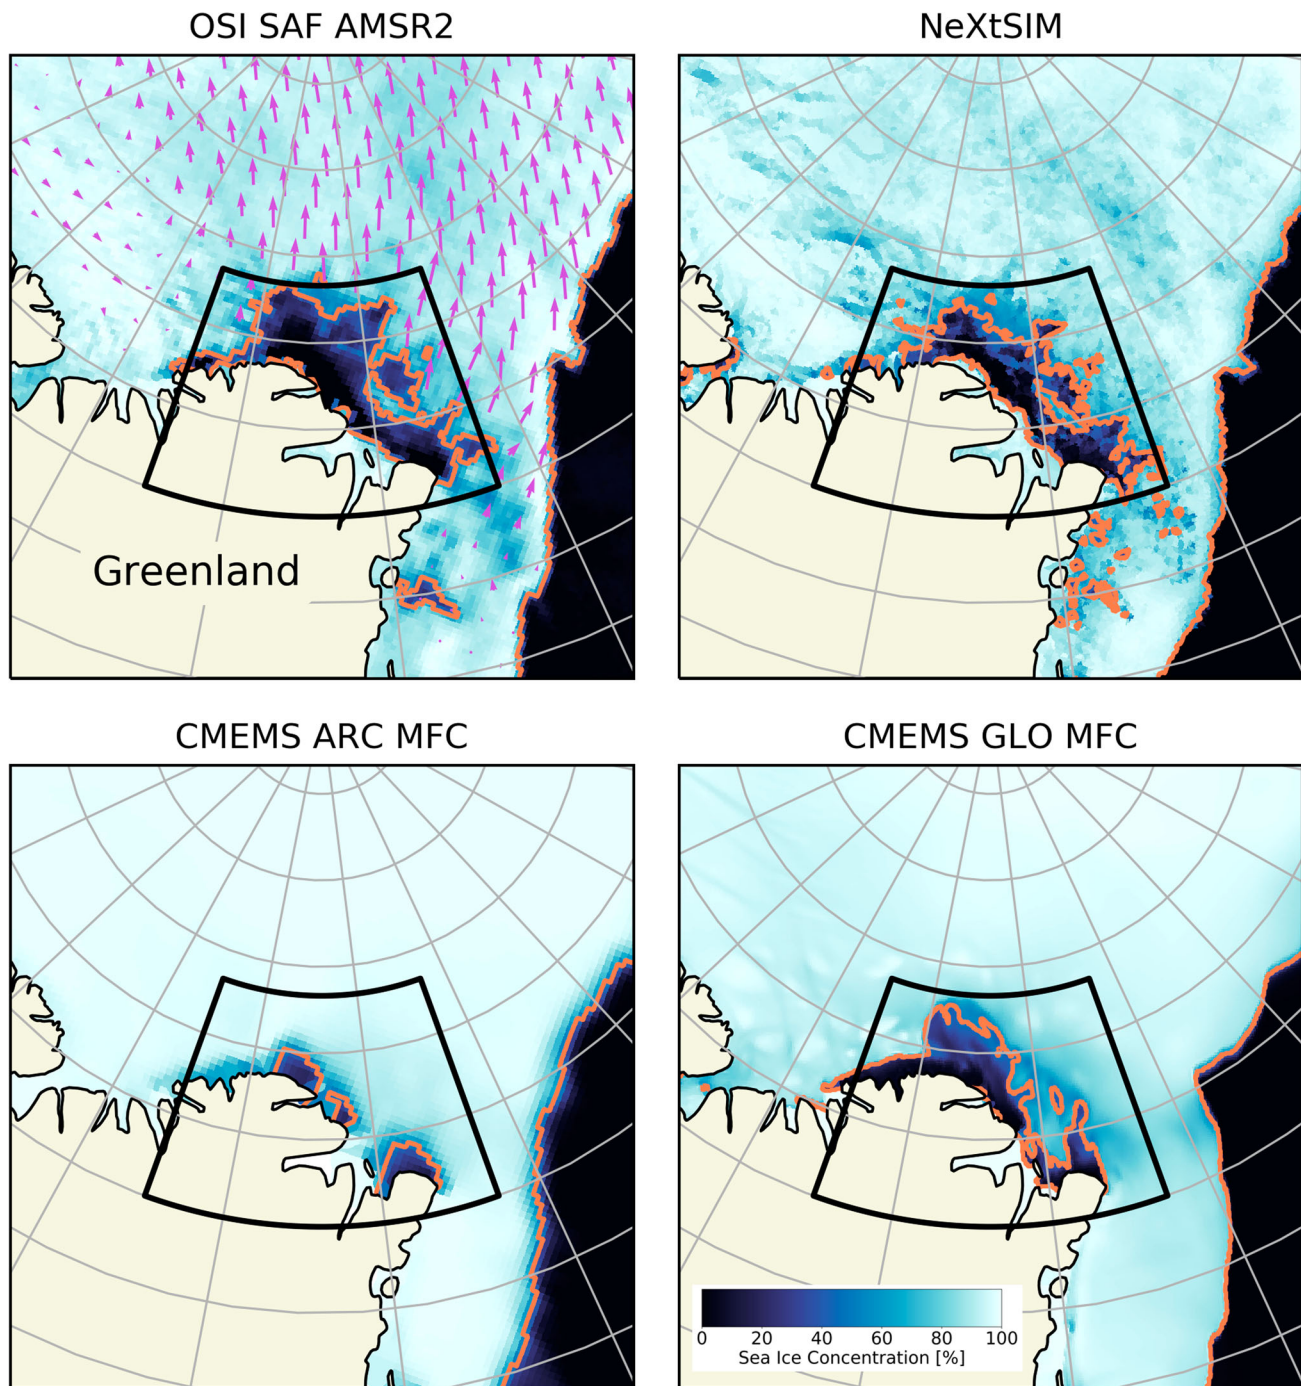 OSI SAF AMSR2
NeXtSIM
Greenland
CMEMS ARC MFC
CMEMS GLO MFC
0 20 40 60 80 100
Sea Ice Concentration [%]